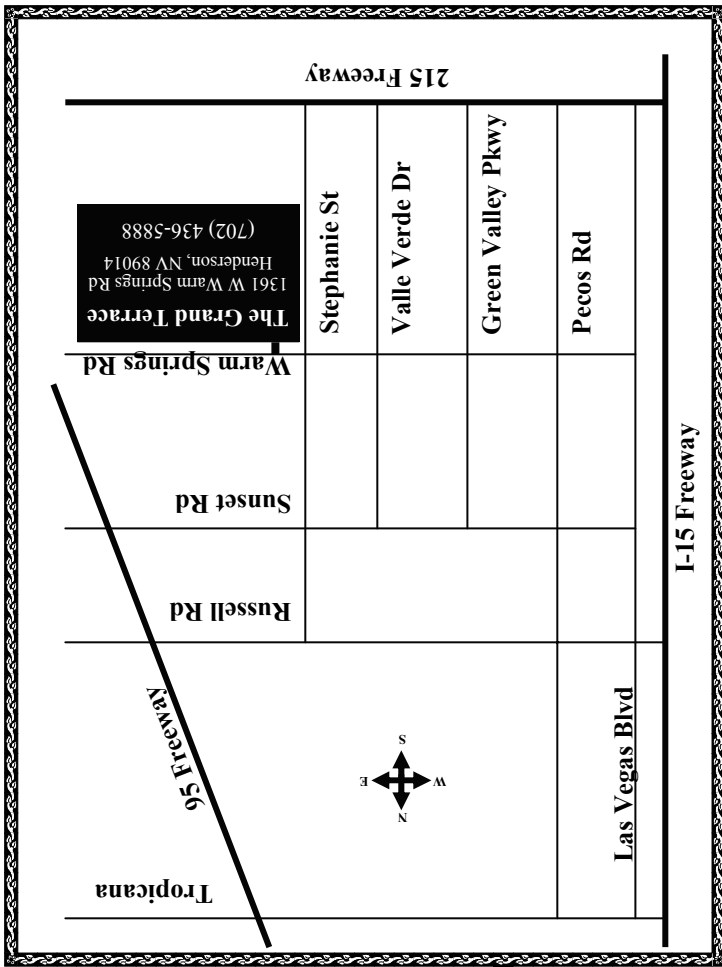 215 Freeway
The Grand Terrace
1361 W Warm Springs Rd
Henderson, NV 89014
(702) 436-5888
Stephanie St
Valle Verde Dr
Green Valley Pkwy
Pecos Rd
Warm Springs Rd
Sunset Rd
I-15 Freeway
Russell Rd
95 Freeway
Las Vegas Blvd
S
E
W
N
Tropicana